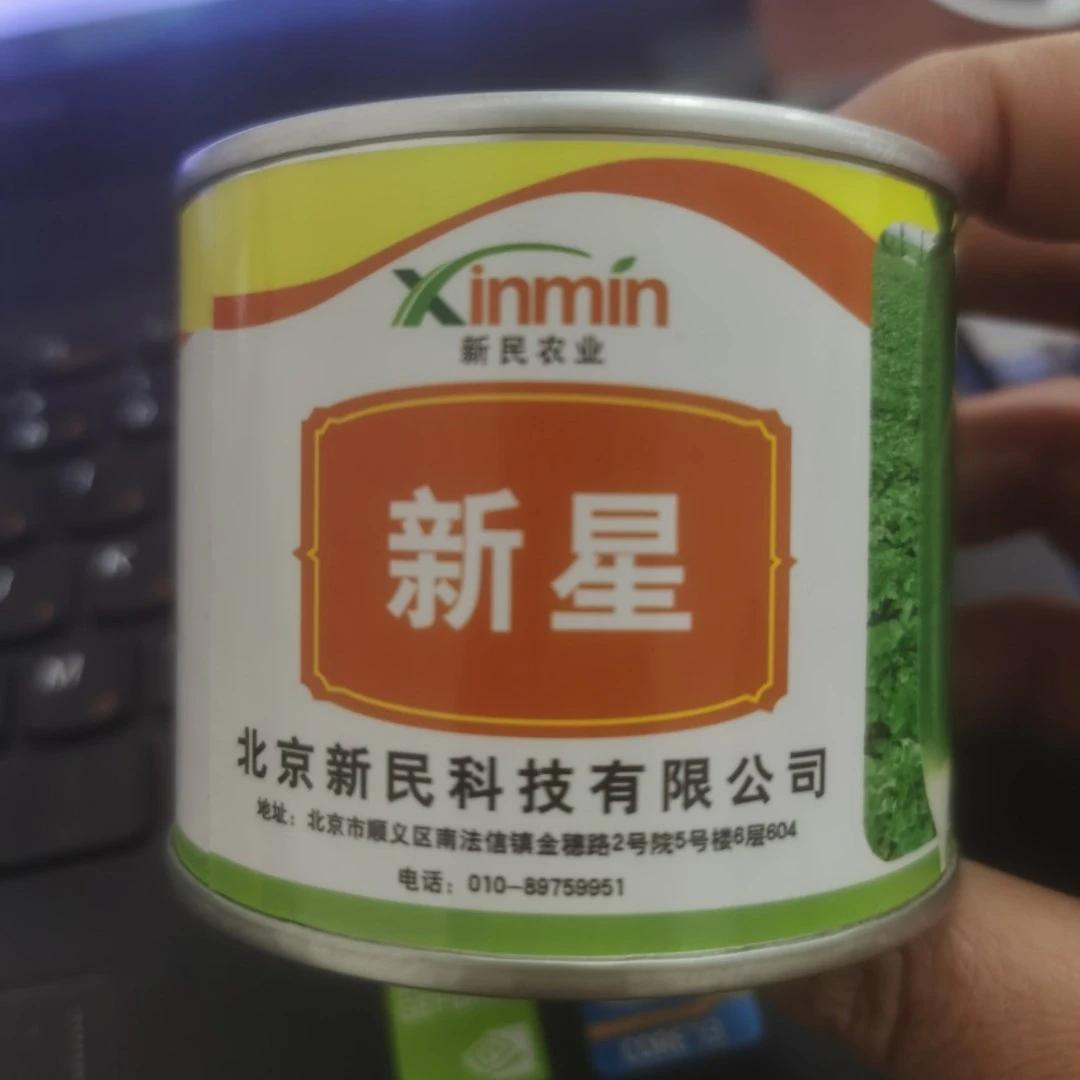 Xinmin
新民农业
新星
北京新民科技有限公司
地址：北京市顺义区南法信镇金穗路2号院5号楼6层604
电话：010-89759951
M